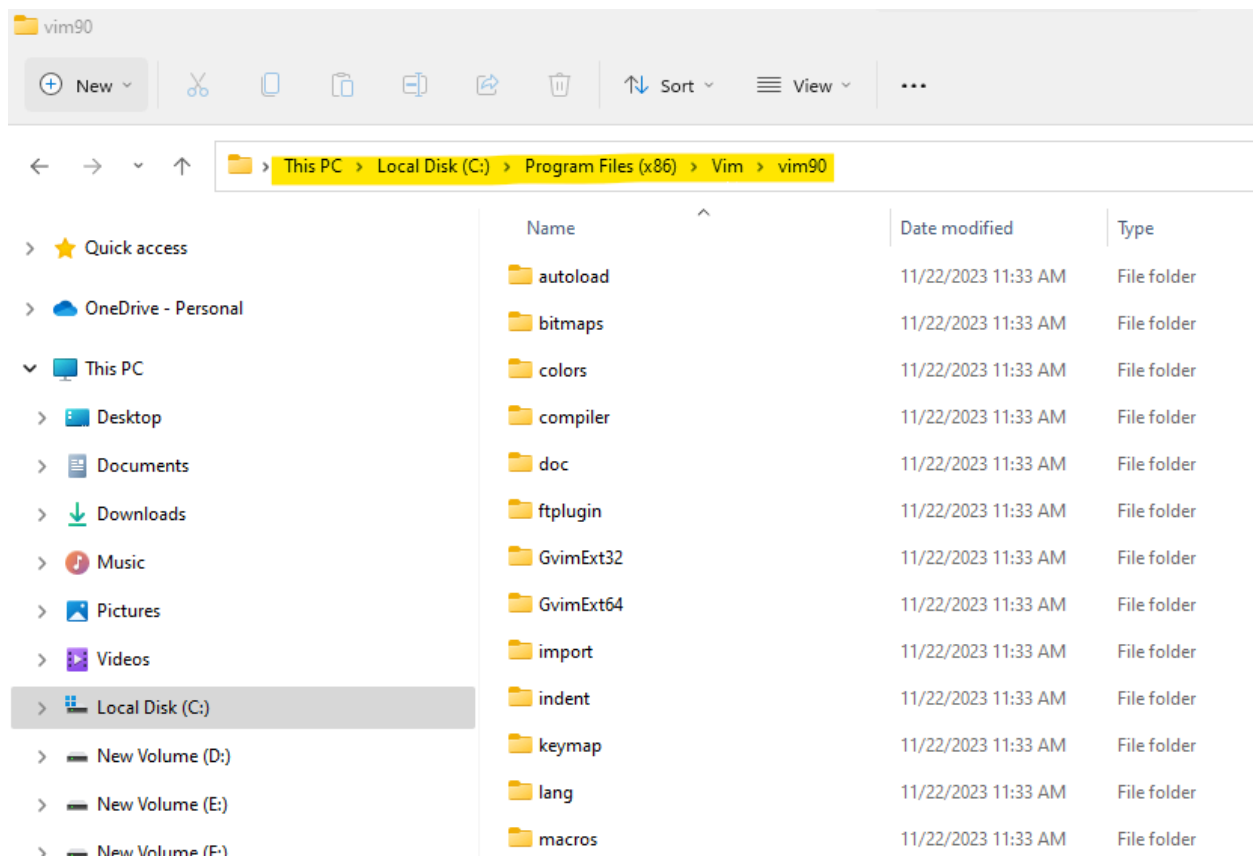 vim90
New Sort View ...
This PC > Local Disk (C:) > Program Files (x86) > Vim > vim90
Name Date modified Type
Quick access
OneDrive - Personal
This PC
Desktop
Documents
Downloads
Music
Pictures
Videos
Local Disk (C:)
New Volume (D:)
New Volume (E:)
New Volume (F:)
autoload 11/22/2023 11:33 AM File folder
bitmaps 11/22/2023 11:33 AM File folder
colors 11/22/2023 11:33 AM File folder
compiler 11/22/2023 11:33 AM File folder
doc 11/22/2023 11:33 AM File folder
ftplugin 11/22/2023 11:33 AM File folder
GvimExt32 11/22/2023 11:33 AM File folder
GvimExt64 11/22/2023 11:33 AM File folder
import 11/22/2023 11:33 AM File folder
indent 11/22/2023 11:33 AM File folder
keymap 11/22/2023 11:33 AM File folder
lang 11/22/2023 11:33 AM File folder
macros 11/22/2023 11:33 AM File folder